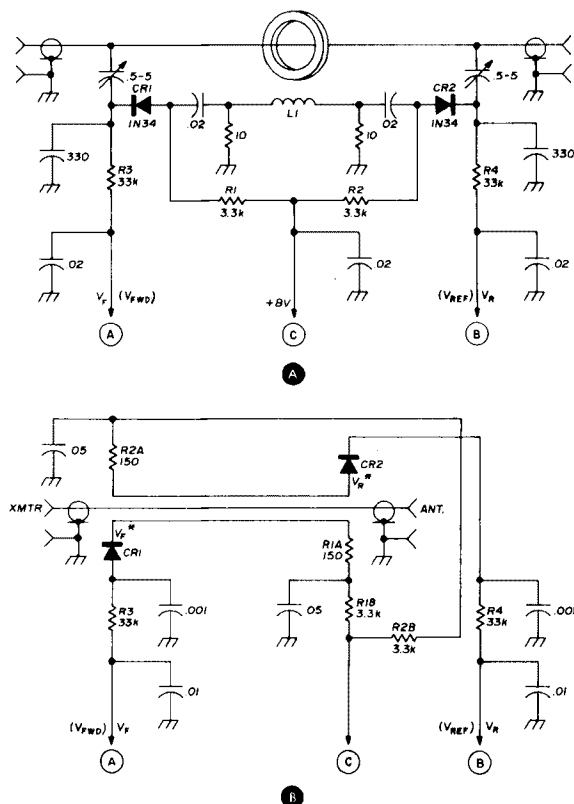 .5-5
CR1
1N34
.02
L1
.02
CR2
1N34
.5-5
330
R3
33k
10
10
R4
33k
330
R1
3.3k
R2
3.3k
.02
.02
.02
VF (VFWD)
+8V
(VREF) VR
A
C
B
A
.05
R2A
150
CR2
VR*
XMTR
ANT.
VF*
CR1
R1A
150
R3
33k
.001
.05
R1B
3.3k
R2B
3.3k
R4
33k
.001
.01
.01
(VFWD) VF
(VREF) VR
A
C
B
B